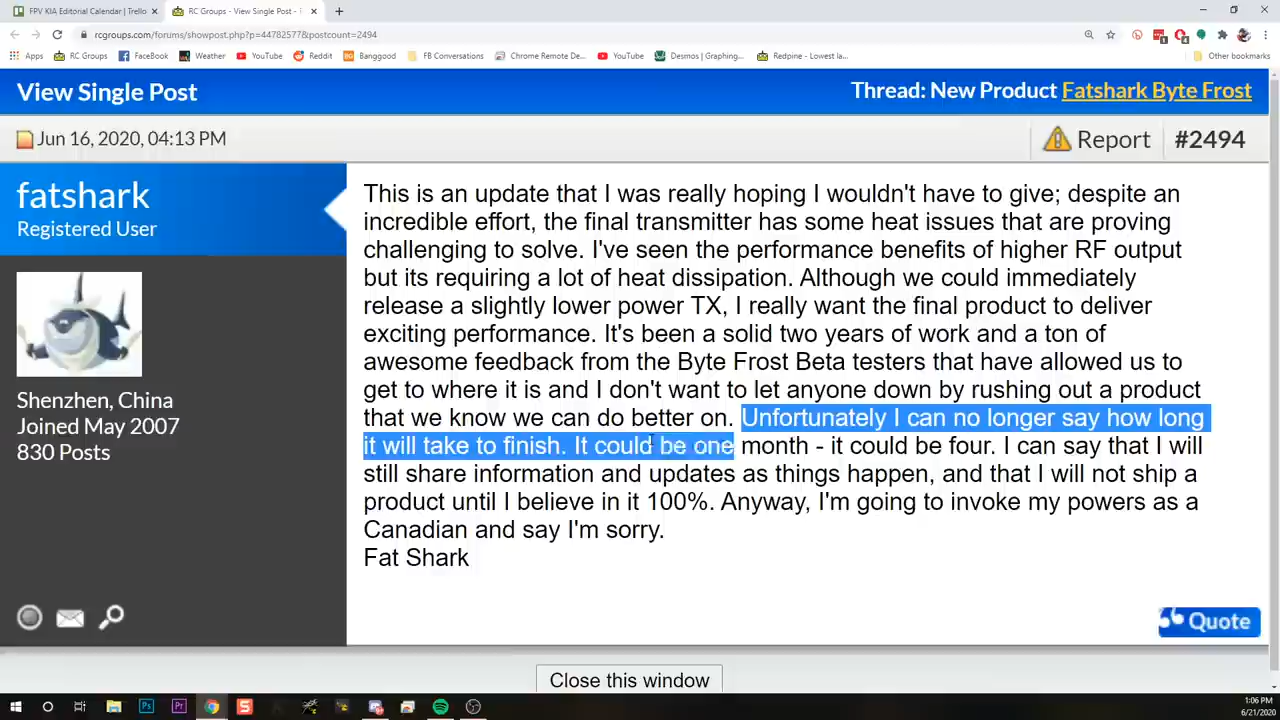 FPV KIA Editorial Calendar | Trello
RC Groups - View Single Post -
rcgroups.com/forums/showpost.php?p=44782577&postcount=2494
Apps
RC Groups
FaceBook
Weather
YouTube
Reddit
Banggood
FB Conversations
Chrome Remote De...
YouTube
Desmos | Graphing...
Redpine - Lowest la...
Other bookmarks
View Single Post
Thread: New Product Fatshark Byte Frost
Jun 16, 2020, 04:13 PM
Report
#2494
fatshark
Registered User
Shenzhen, China
Joined May 2007
830 Posts
This is an update that I was really hoping I wouldn't have to give; despite an
incredible effort, the final transmitter has some heat issues that are proving
challenging to solve. I've seen the performance benefits of higher RF output
but its requiring a lot of heat dissipation. Although we could immediately
release a slightly lower power TX, I really want the final product to deliver
exciting performance. It's been a solid two years of work and a ton of
awesome feedback from the Byte Frost Beta testers that have allowed us to
get to where it is and I don't want to let anyone down by rushing out a product
that we know we can do better on. Unfortunately I can no longer say how long
it will take to finish. It could be one month - it could be four. I can say that I will
still share information and updates as things happen, and that I will not ship a
product until I believe in it 100%. Anyway, I'm going to invoke my powers as a
Canadian and say I'm sorry.
Fat Shark
Quote
Close this window
1:06 PM
6/21/2020